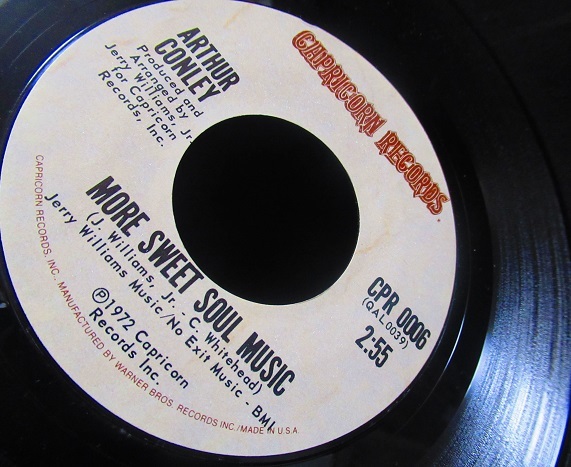 CAPRICORN RECORDS
ARTHUR
CONLEY
Produced and
Arranged by
Jerry Williams, Jr.
for Capricorn
Records, Inc.
CPR 0006
(QAL0039)
2:55
MORE SWEET SOUL MUSIC
(J. Williams, Jr. - C. Whitehead)
Jerry Williams Music/No Exit Music - BMI
℗1972 Capricorn
Records Inc.
CAPRICORN RECORDS, INC., MANUFACTURED BY WARNER BROS. RECORDS INC./MADE IN U.S.A.